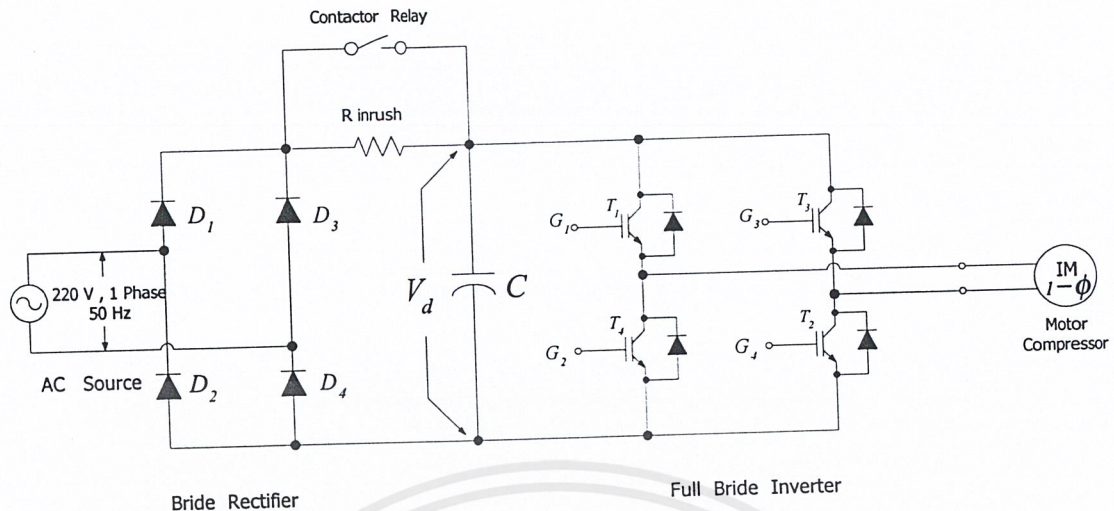 Contactor Relay
R inrush
D1
D3
T1
G1
T3
G3
220 V , 1 Phase
50 Hz
Vd
C
IM
1-ϕ
Motor
Compressor
T4
G2
T2
G4
AC Source
D2
D4
Bride Rectifier
Full Bride Inverter